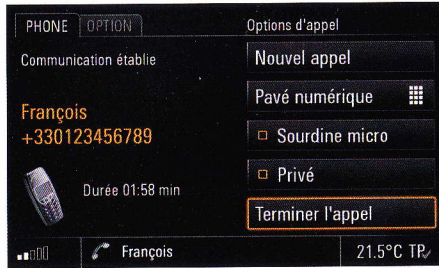 PHONE OPTION
Options d'appel
Communication établie
Nouvel appel
Pavé numérique
François
+330123456789
Sourdine micro
Privé
Durée 01:58 min
Terminer l'appel
François
21.5°C TP